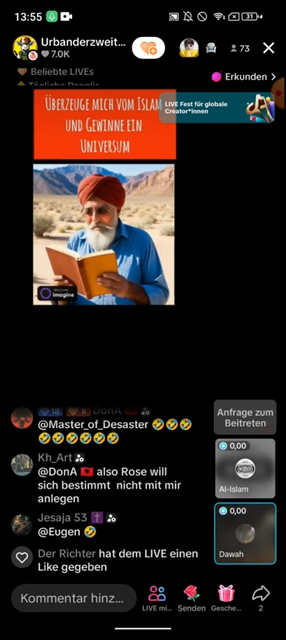 13:55
31
Urbanderzweit...
7.0K
73
Beliebte LIVEs
Erkunden >
LIVE Fest für globale
Creator*innen
ÜBERZEUGE MICH VOM ISLAM
UND GEWINNE EIN
UNIVERSUM
imagine
DonA
@Master_of_Desaster 🤣🤣🤣
🤣🤣🤣🤣🤣🤣
Kh_Art
@DonA 🇦🇱 also Rose will
sich bestimmt nicht mit mir
anlegen
Jesaja 53
@Eugen 🤣
Der Richter hat dem LIVE einen
Like gegeben
Anfrage zum
Beitreten
0,00
Al-Islam
0,00
Dawah
Kommentar hinz...
LIVE mi...
Senden
Gesche...
2